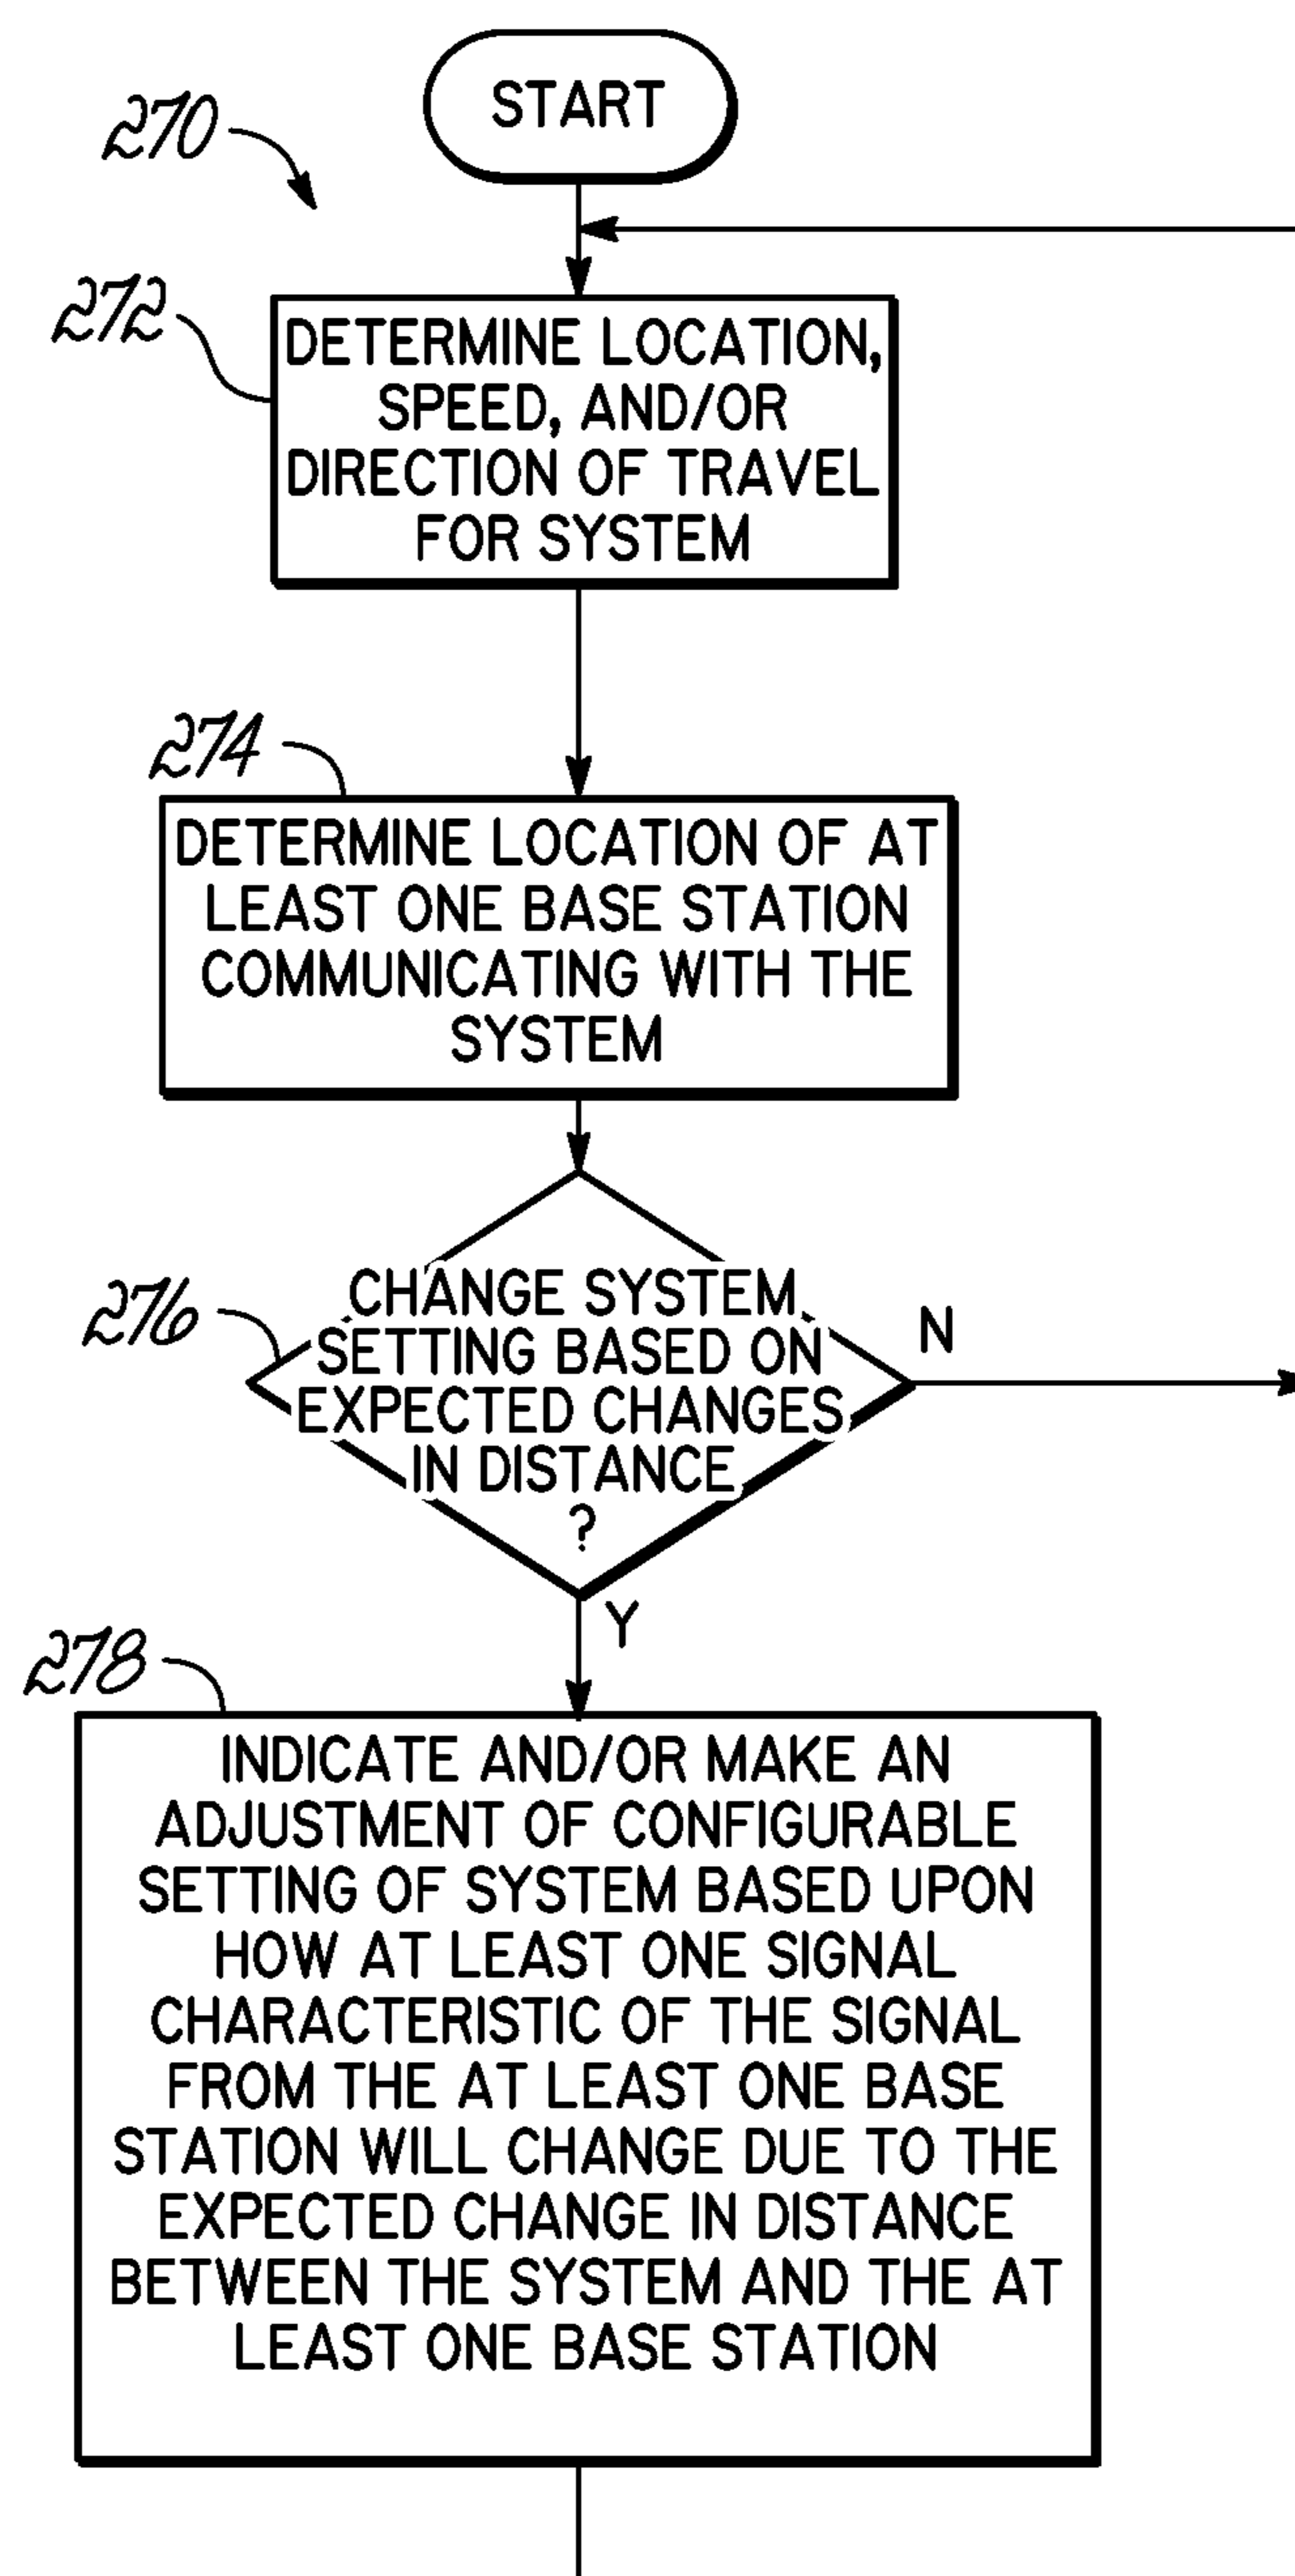 START
270
272
DETERMINE LOCATION,
SPEED, AND/OR
DIRECTION OF TRAVEL
FOR SYSTEM
274
DETERMINE LOCATION OF AT
LEAST ONE BASE STATION
COMMUNICATING WITH THE
SYSTEM
276
CHANGE SYSTEM
SETTING BASED ON
EXPECTED CHANGES
IN DISTANCE
?
N
Y
278
INDICATE AND/OR MAKE AN
ADJUSTMENT OF CONFIGURABLE
SETTING OF SYSTEM BASED UPON
HOW AT LEAST ONE SIGNAL
CHARACTERISTIC OF THE SIGNAL
FROM THE AT LEAST ONE BASE
STATION WILL CHANGE DUE TO THE
EXPECTED CHANGE IN DISTANCE
BETWEEN THE SYSTEM AND THE AT
LEAST ONE BASE STATION